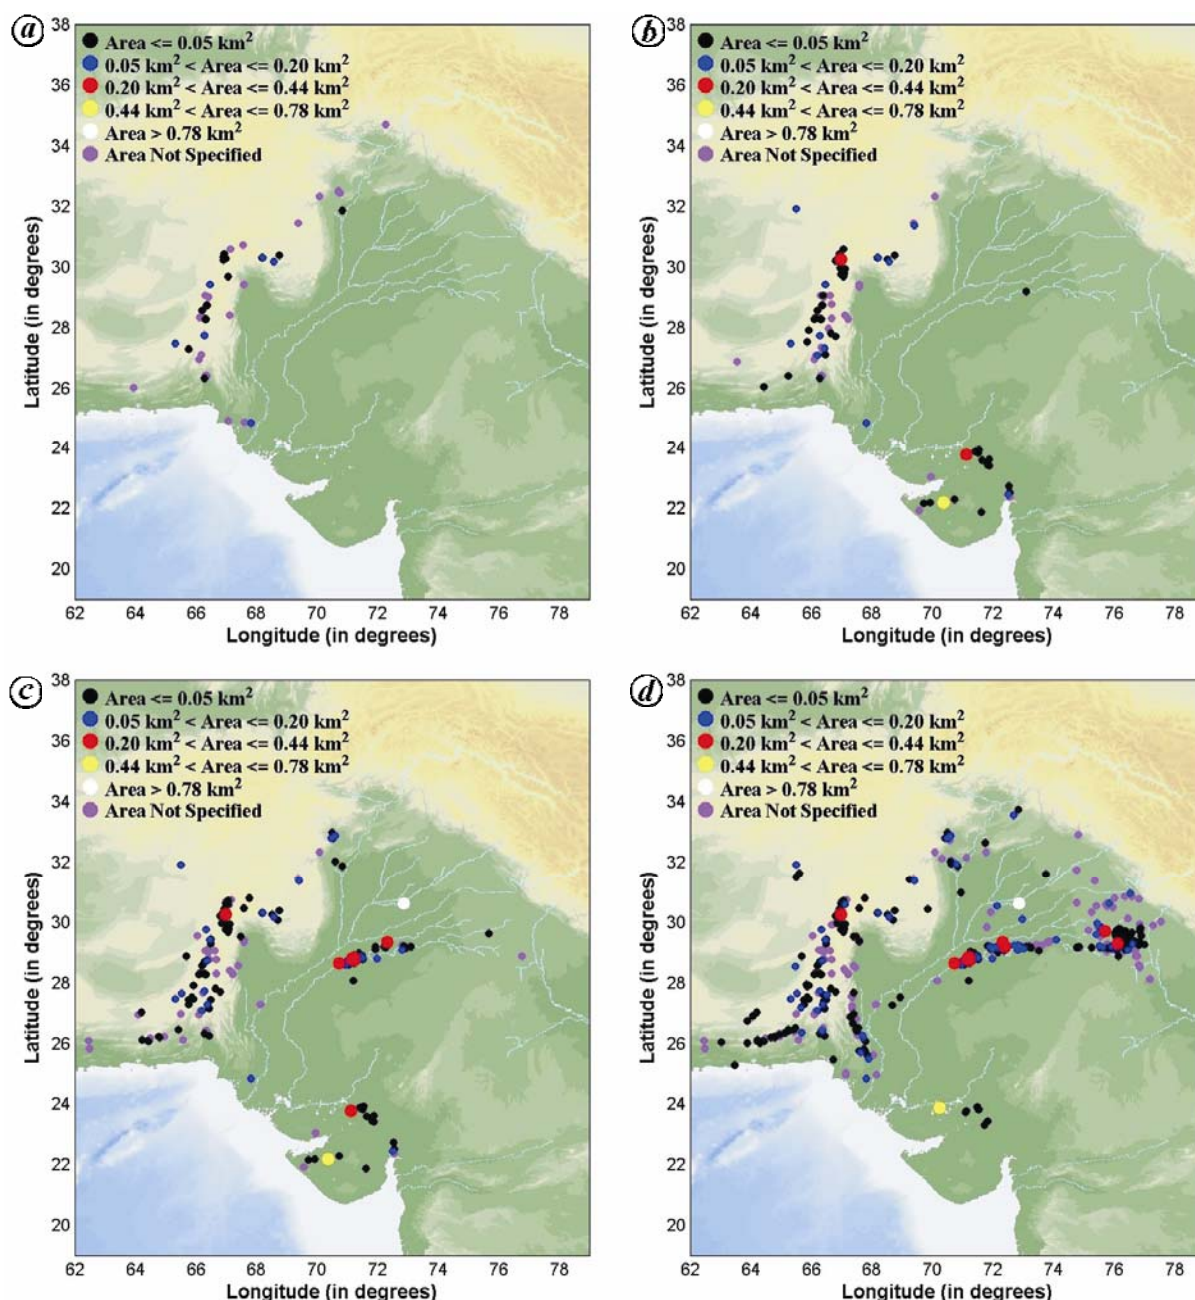 a
38
Area <= 0.05 km²
0.05 km² < Area <= 0.20 km²
0.20 km² < Area <= 0.44 km²
0.44 km² < Area <= 0.78 km²
Area > 0.78 km²
Area Not Specified
36
34
32
30
28
26
24
22
20
Latitude (in degrees)
62 64 66 68 70 72 74 76 78
Longitude (in degrees)
b
38
Area <= 0.05 km²
0.05 km² < Area <= 0.20 km²
0.20 km² < Area <= 0.44 km²
0.44 km² < Area <= 0.78 km²
Area > 0.78 km²
Area Not Specified
36
34
32
30
28
26
24
22
20
Latitude (in degrees)
62 64 66 68 70 72 74 76 78
Longitude (in degrees)
c
38
Area <= 0.05 km²
0.05 km² < Area <= 0.20 km²
0.20 km² < Area <= 0.44 km²
0.44 km² < Area <= 0.78 km²
Area > 0.78 km²
Area Not Specified
36
34
32
30
28
26
24
22
20
Latitude (in degrees)
62 64 66 68 70 72 74 76 78
Longitude (in degrees)
d
38
Area <= 0.05 km²
0.05 km² < Area <= 0.20 km²
0.20 km² < Area <= 0.44 km²
0.44 km² < Area <= 0.78 km²
Area > 0.78 km²
Area Not Specified
36
34
32
30
28
26
24
22
20
Latitude (in degrees)
62 64 66 68 70 72 74 76 78
Longitude (in degrees)